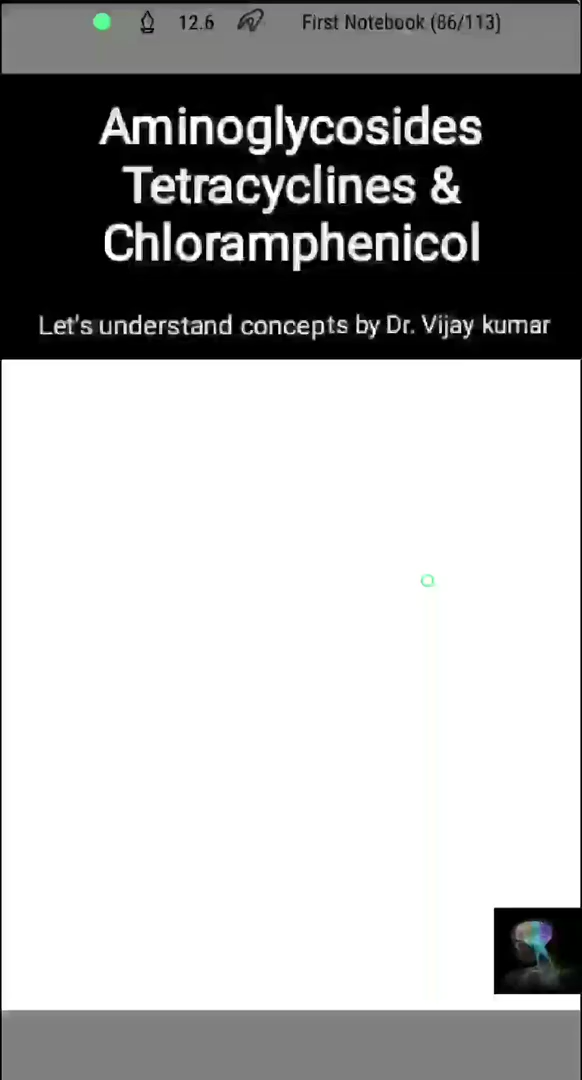 12.6 First Notebook (86/113)
Aminoglycosides
Tetracyclines &
Chloramphenicol
Let's understand concepts by Dr. Vijay kumar